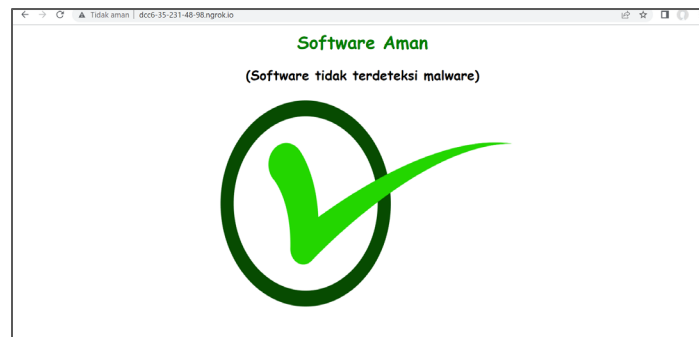 Tidak aman dcc6-35-231-48-98.ngrok.io
Software Aman
(Software tidak terdeteksi malware)